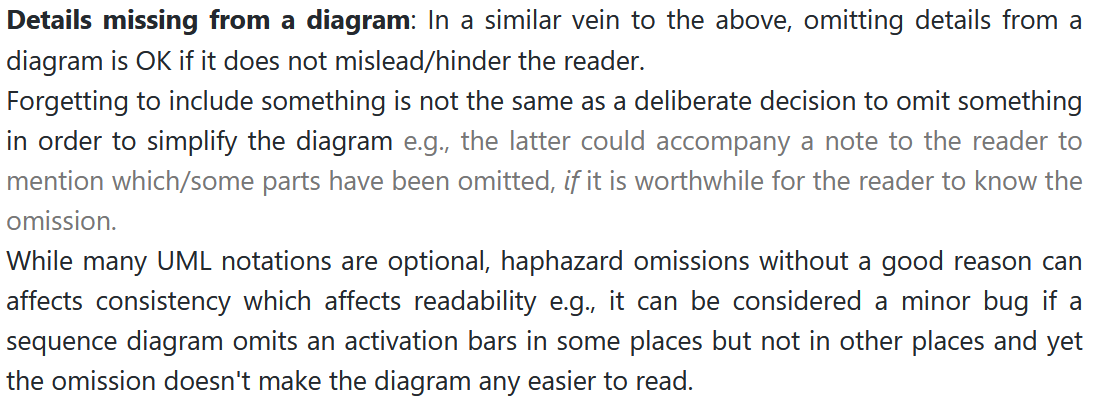 Details missing from a diagram: In a similar vein to the above, omitting details from a
diagram is OK if it does not mislead/hinder the reader.
Forgetting to include something is not the same as a deliberate decision to omit something
in order to simplify the diagram e.g., the latter could accompany a note to the reader to
mention which/some parts have been omitted, if it is worthwhile for the reader to know the
omission.
While many UML notations are optional, haphazard omissions without a good reason can
affects consistency which affects readability e.g., it can be considered a minor bug if a
sequence diagram omits an activation bars in some places but not in other places and yet
the omission doesn't make the diagram any easier to read.